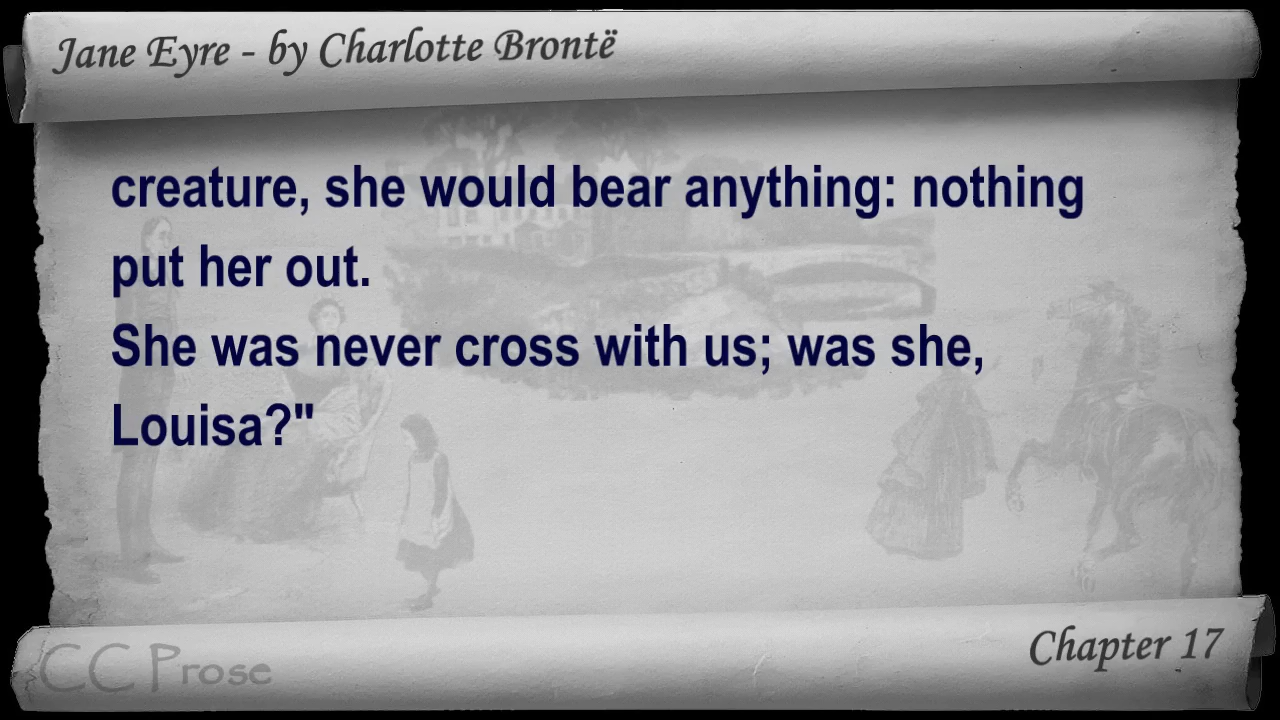 Jane Eyre - by Charlotte Brontë
creature, she would bear anything: nothing
put her out.
She was never cross with us; was she,
Louisa?"
Chapter 17
CC Prose